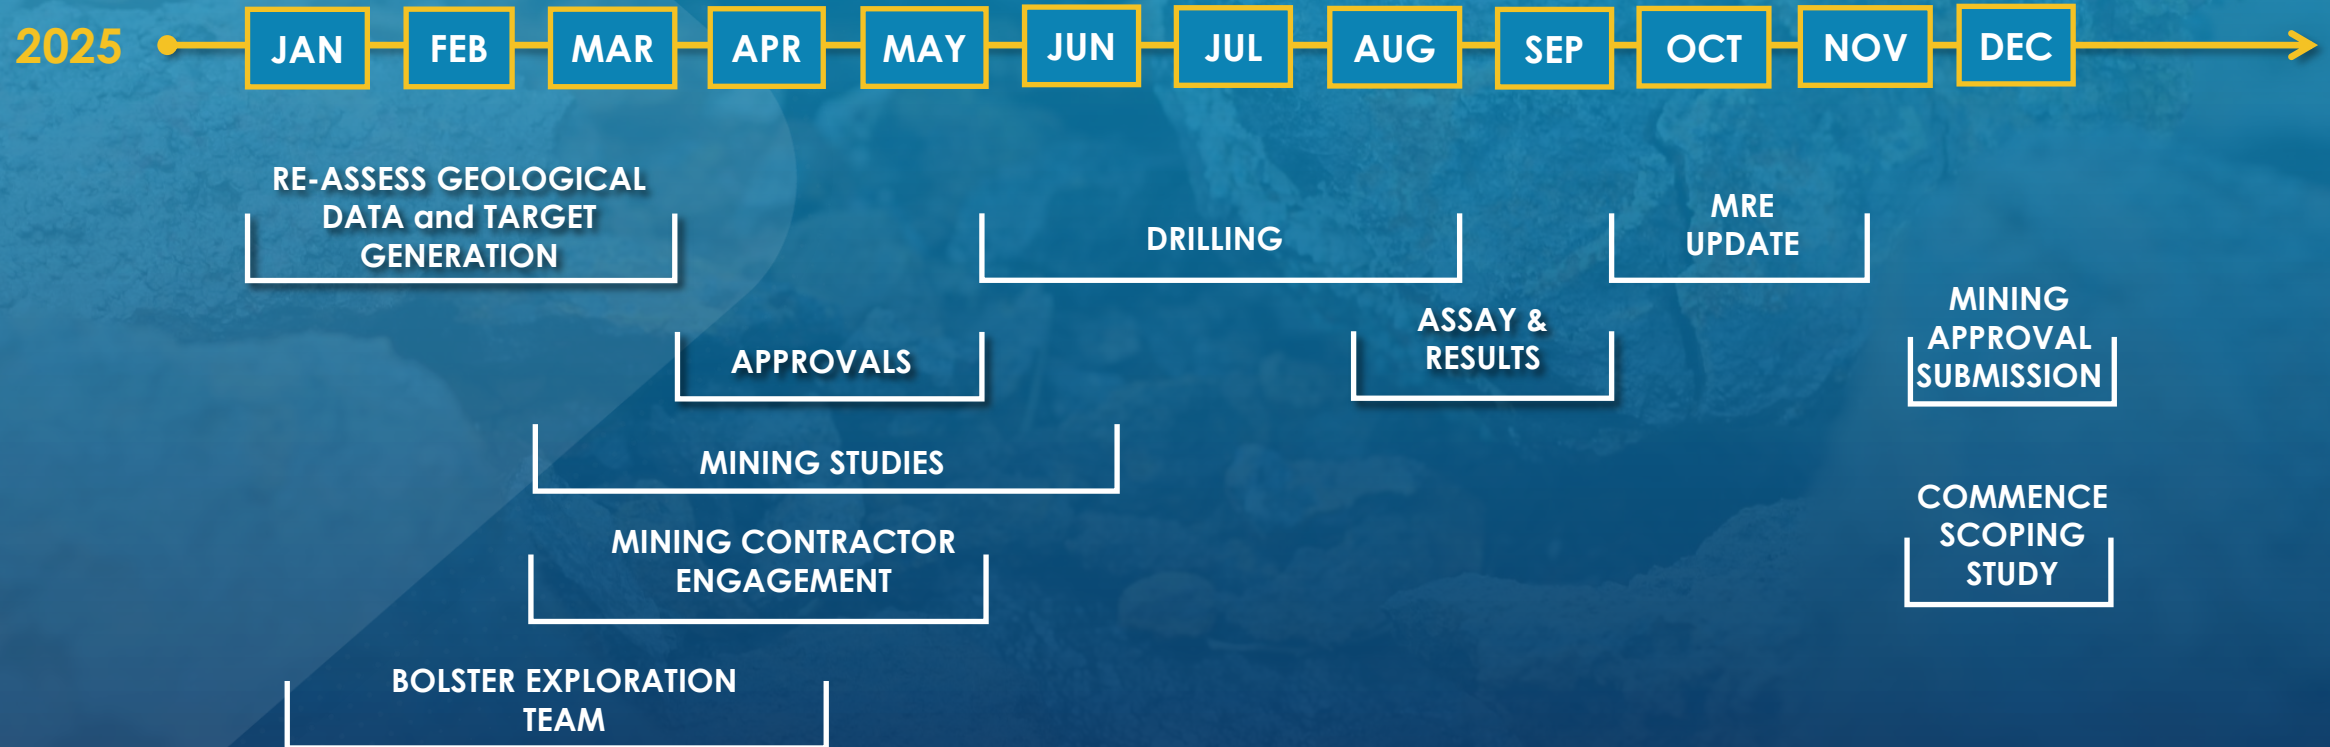 2025
JAN
FEB
MAR
APR
MAY
JUN
JUL
AUG
SEP
OCT
NOV
DEC
RE-ASSESS GEOLOGICAL
DATA and TARGET
GENERATION
DRILLING
MRE
UPDATE
APPROVALS
ASSAY &
RESULTS
MINING
APPROVAL
SUBMISSION
MINING STUDIES
MINING CONTRACTOR
ENGAGEMENT
COMMENCE
SCOPING
STUDY
BOLSTER EXPLORATION
TEAM